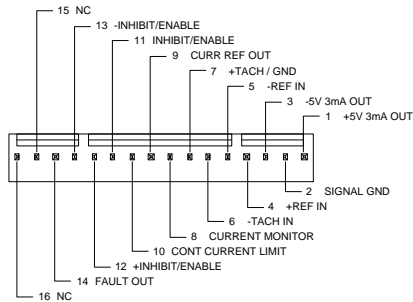 15 NC
13 -INHIBIT/ENABLE
11 INHIBIT/ENABLE
9 CURR REF OUT
7 +TACH / GND
5 -REF IN
3 -5V 3mA OUT
1 +5V 3mA OUT
2 SIGNAL GND
4 +REF IN
6 -TACH IN
8 CURRENT MONITOR
10 CONT CURRENT LIMIT
12 +INHIBIT/ENABLE
14 FAULT OUT
16 NC